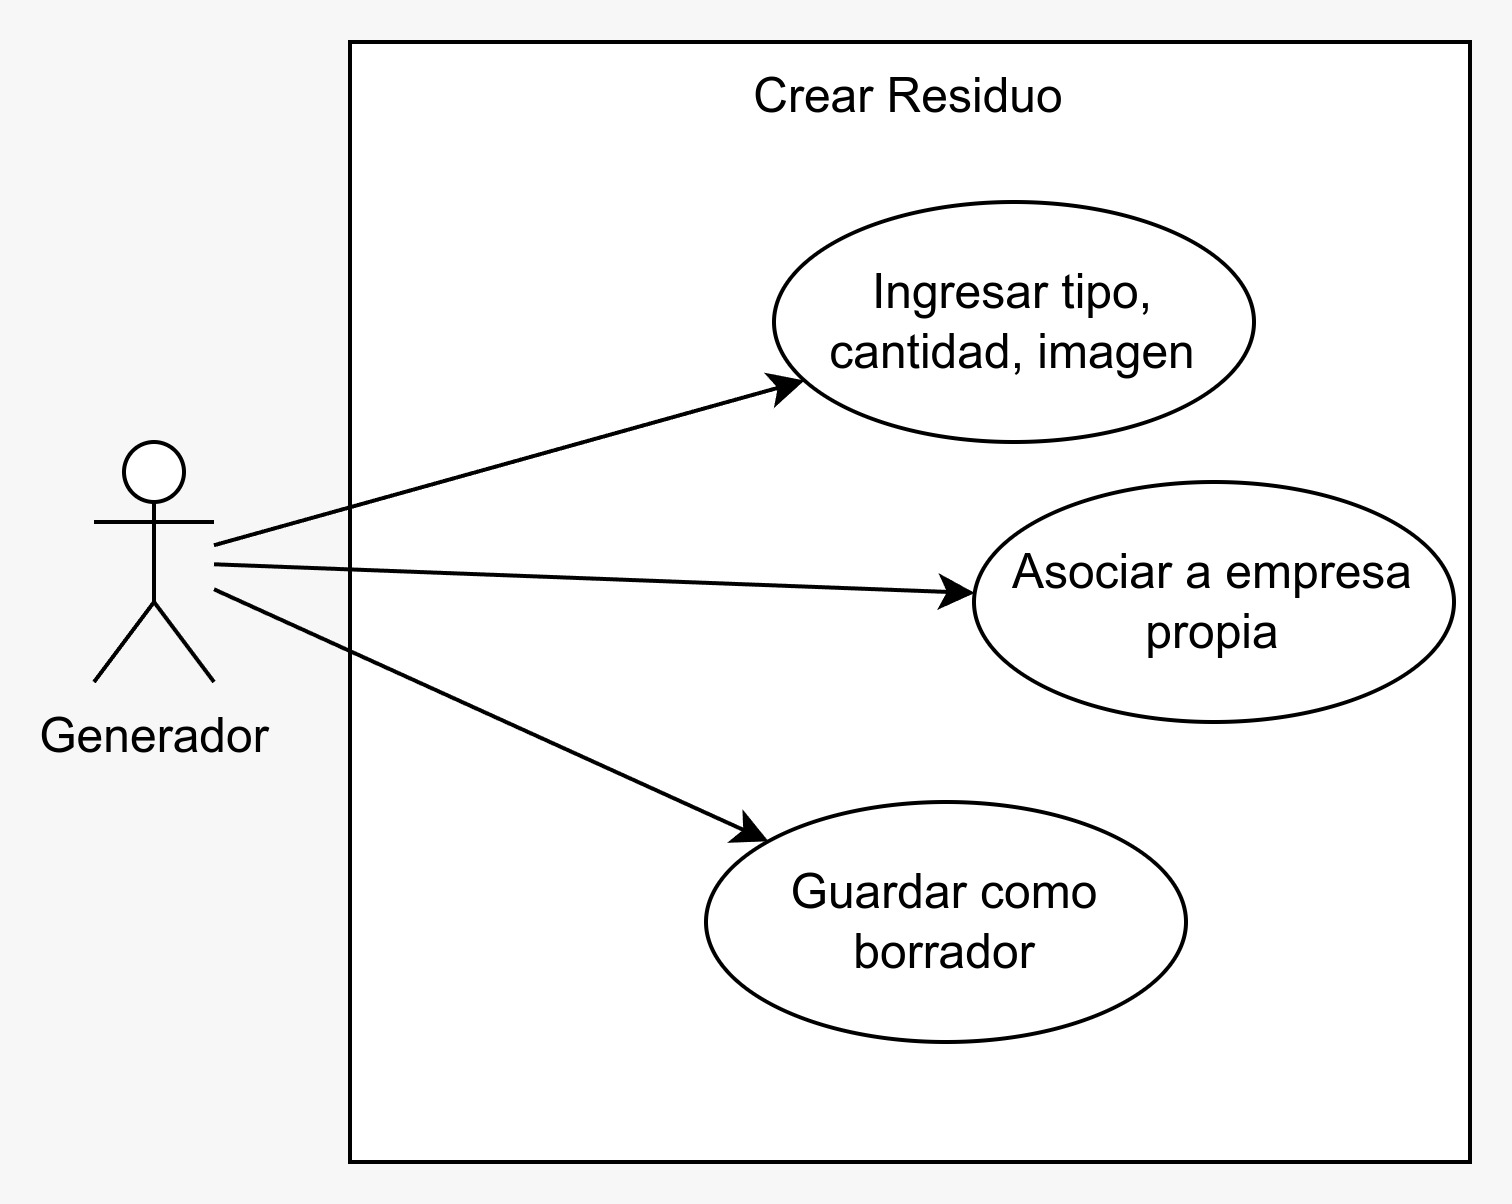 Crear Residuo
Ingresar tipo,
cantidad, imagen
Asociar a empresa
propia
Generador
Guardar como
borrador